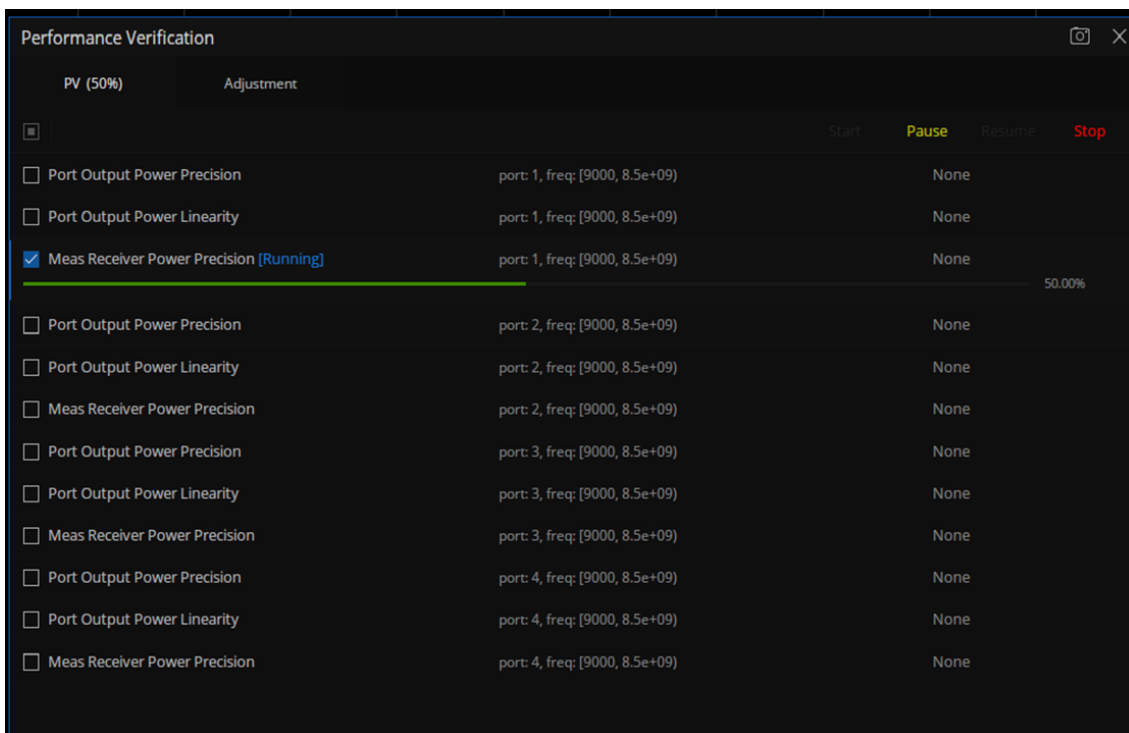 Performance Verification
PV (50%) Adjustment
Start Pause Resume Stop
Port Output Power Precision port: 1, freq: [9000, 8.5e+09) None
Port Output Power Linearity port: 1, freq: [9000, 8.5e+09) None
Meas Receiver Power Precision [Running] port: 1, freq: [9000, 8.5e+09) None
50.00%
Port Output Power Precision port: 2, freq: [9000, 8.5e+09) None
Port Output Power Linearity port: 2, freq: [9000, 8.5e+09) None
Meas Receiver Power Precision port: 2, freq: [9000, 8.5e+09) None
Port Output Power Precision port: 3, freq: [9000, 8.5e+09) None
Port Output Power Linearity port: 3, freq: [9000, 8.5e+09) None
Meas Receiver Power Precision port: 3, freq: [9000, 8.5e+09) None
Port Output Power Precision port: 4, freq: [9000, 8.5e+09) None
Port Output Power Linearity port: 4, freq: [9000, 8.5e+09) None
Meas Receiver Power Precision port: 4, freq: [9000, 8.5e+09) None